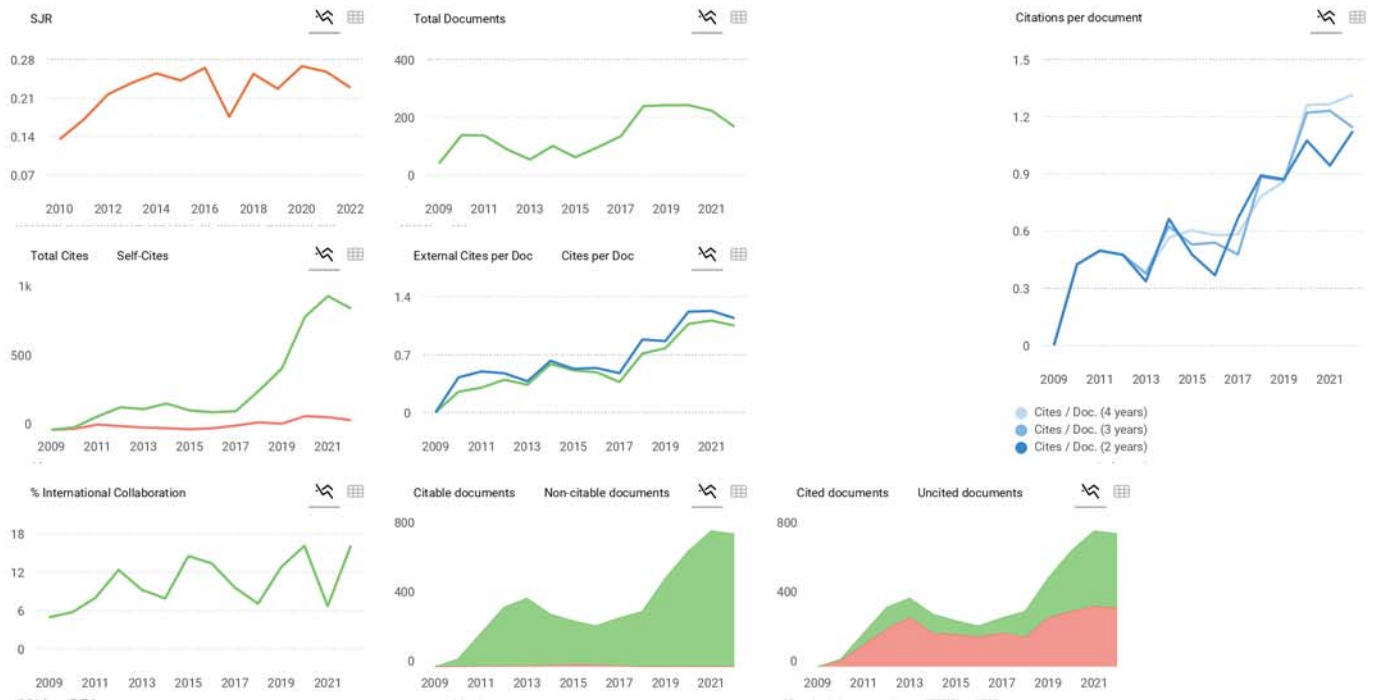 SJR
0.28
0.21
0.14
0.07
2010 2012 2014 2016 2018 2020 2022
Total Documents
400
200
0
2009 2011 2013 2015 2017 2019 2021
Citations per document
1.5
1.2
0.9
0.6
0.3
0
2009 2011 2013 2015 2017 2019 2021
Cites / Doc. (4 years)
Cites / Doc. (3 years)
Cites / Doc. (2 years)
Total Cites Self-Cites
1k
500
0
2009 2011 2013 2015 2017 2019 2021
External Cites per Doc Cites per Doc
1.4
0.7
0
2009 2011 2013 2015 2017 2019 2021
% International Collaboration
18
12
6
0
2009 2011 2013 2015 2017 2019 2021
Citable documents Non-citable documents
800
400
0
2009 2011 2013 2015 2017 2019 2021
Cited documents Uncited documents
800
400
0
2009 2011 2013 2015 2017 2019 2021